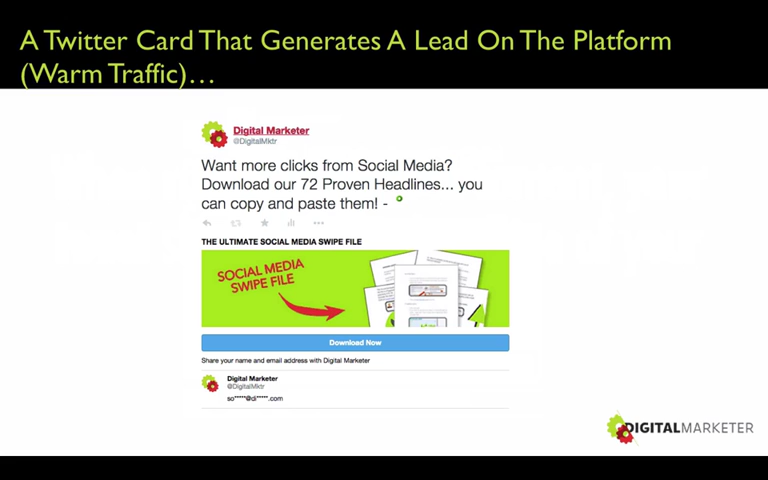 A Twitter Card That Generates A Lead On The Platform
(Warm Traffic)…
Digital Marketer
@DigitalMktr
Want more clicks from Social Media?
Download our 72 Proven Headlines... you
can copy and paste them! -
THE ULTIMATE SOCIAL MEDIA SWIPE FILE
SOCIAL MEDIA
SWIPE FILE
Download Now
Share your name and email address with Digital Marketer
Digital Marketer
@DigitalMktr
so*****@di*****.com
DIGITALMARKETER